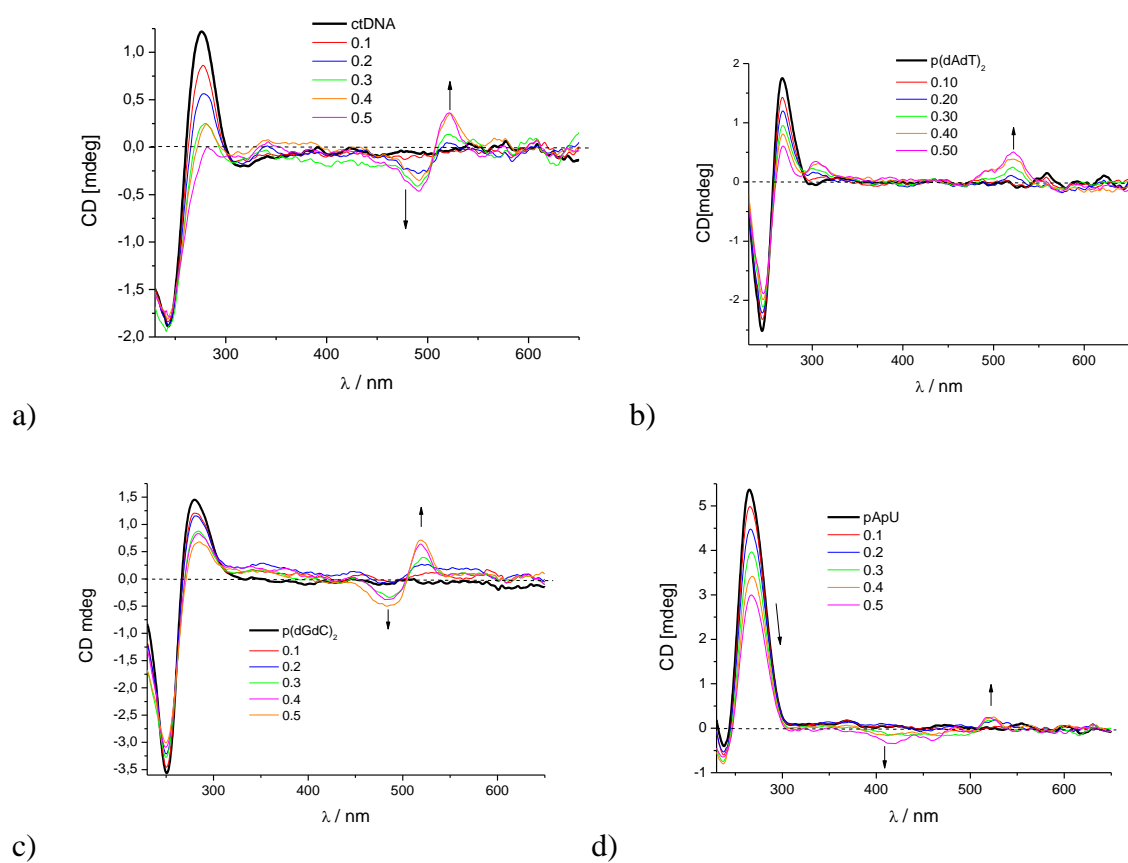 ctDNA
0.1
0.2
0.3
0.4
0.5
1,0
0,5
0,0
-0,5
-1,0
-1,5
-2,0
CD [mdeg]
300 400 500 600
λ / nm
a)
p(dAdT)2
0.10
0.20
0.30
0.40
0.50
2
1
0
-1
-2
CD[mdeg]
300 400 500 600
λ / nm
b)
1,5
1,0
0,5
0,0
-0,5
-1,0
-1,5
-2,0
-2,5
-3,0
-3,5
CD mdeg
p(dGdC)2
0.1
0.2
0.3
0.4
0.5
300 400 500 600
λ / nm
c)
5
4
3
2
1
0
-1
CD [mdeg]
pApU
0.1
0.2
0.3
0.4
0.5
300 400 500 600
λ / nm
d)